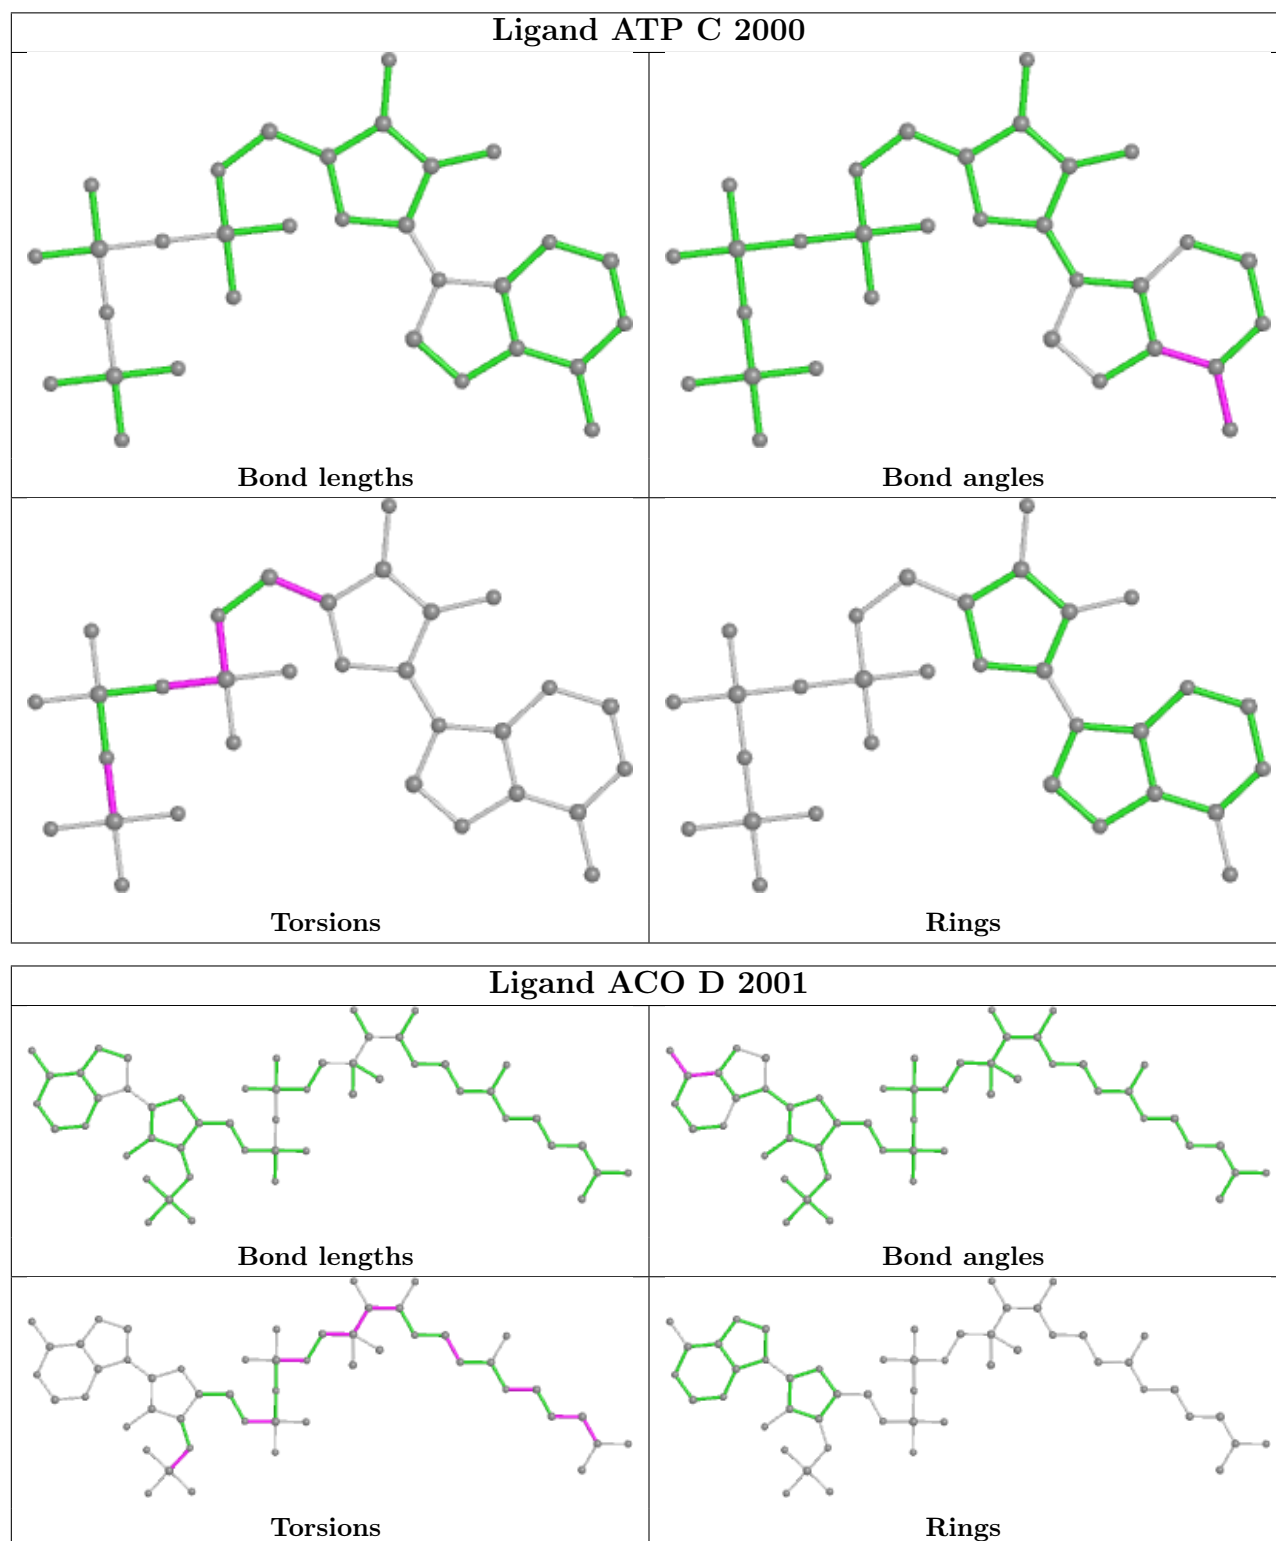 Ligand ATP C 2000
Bond lengths
Bond angles
Torsions
Rings
Ligand ACO D 2001
Bond lengths
Bond angles
Torsions
Rings